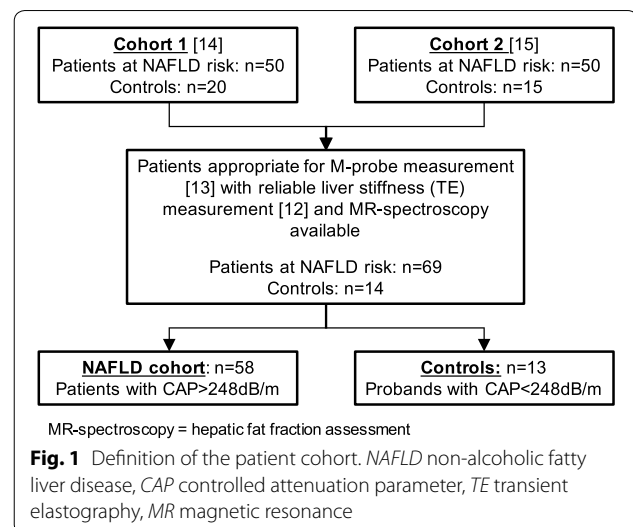 Cohort 1 [14]
Patients at NAFLD risk: n=50
Controls: n=20
Cohort 2 [15]
Patients at NAFLD risk: n=50
Controls: n=15
Patients appropriate for M-probe measurement
[13] with reliable liver stiffness (TE)
measurement [12] and MR-spectroscopy
available
Patients at NAFLD risk: n=69
Controls: n=14
NAFLD cohort: n=58
Patients with CAP>248dB/m
Controls: n=13
Probands with CAP<248dB/m
MR-spectroscopy = hepatic fat fraction assessment
Fig. 1 Definition of the patient cohort. NAFLD non-alcoholic fatty
liver disease, CAP controlled attenuation parameter, TE transient
elastography, MR magnetic resonance